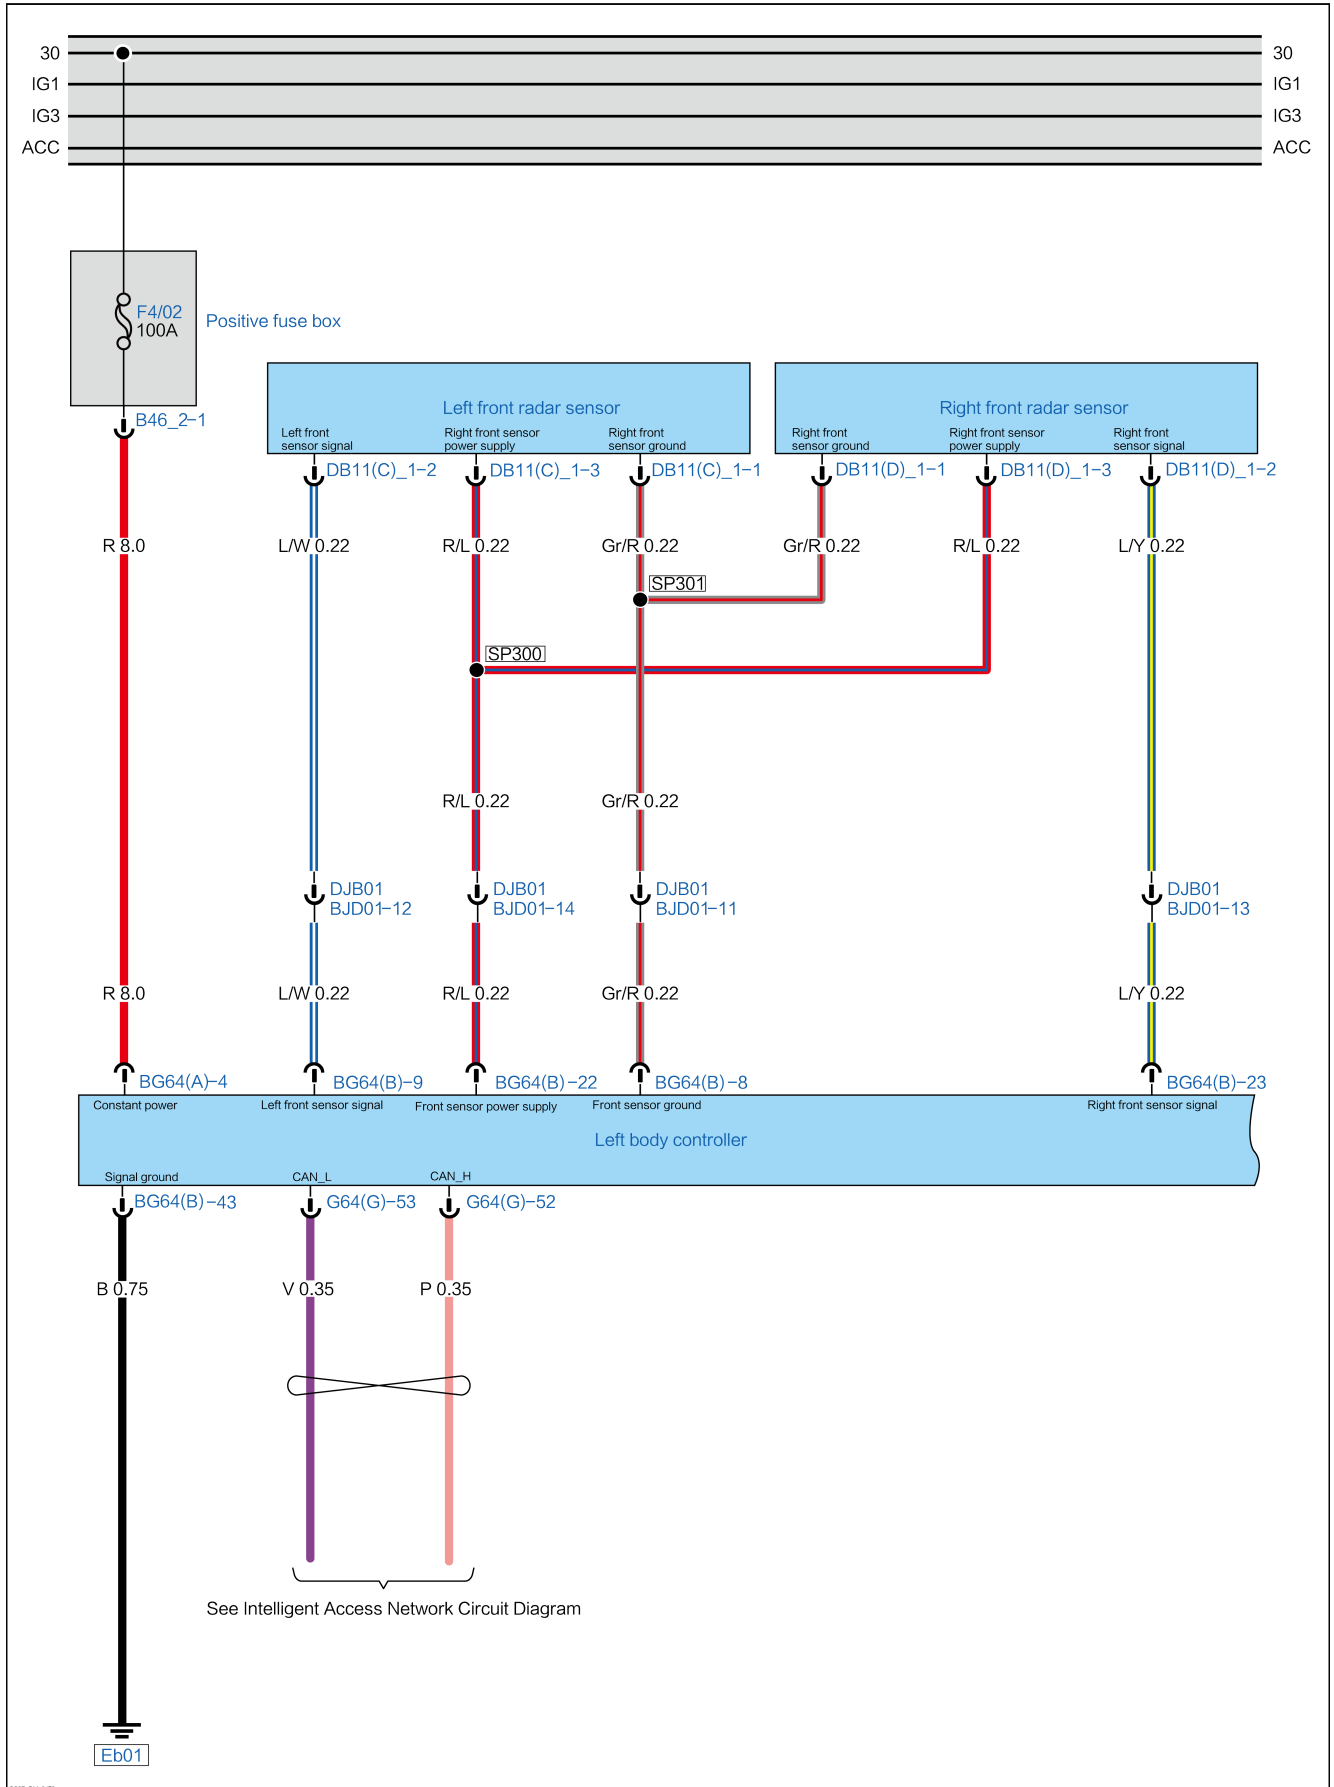 30 30
IG1 IG1
IG3 IG3
ACC ACC
F4/02
100A
Positive fuse box
B46_2-1
Left front radar sensor
Left front
sensor signal
Right front sensor
power supply
Right front
sensor ground
Right front radar sensor
Right front
sensor ground
Right front sensor
power supply
Right front
sensor signal
DB11(C)_1-2 DB11(C)_1-3 DB11(C)_1-1 DB11(D)_1-1 DB11(D)_1-3 DB11(D)_1-2
R 8.0 L/W 0.22 R/L 0.22 Gr/R 0.22 Gr/R 0.22 R/L 0.22 L/Y 0.22
SP301
SP300
R/L 0.22 Gr/R 0.22
DJB01 DJB01 DJB01 DJB01
BJD01-12 BJD01-14 BJD01-11 BJD01-13
R 8.0 L/W 0.22 R/L 0.22 Gr/R 0.22 L/Y 0.22
BG64(A)-4 BG64(B)-9 BG64(B)-22 BG64(B)-8 BG64(B)-23
Constant power Left front sensor signal Front sensor power supply Front sensor ground Right front sensor signal
Left body controller
Signal ground CAN_L CAN_H
BG64(B)-43 G64(G)-53 G64(G)-52
B 0.75 V 0.35 P 0.35
See Intelligent Access Network Circuit Diagram
Eb01